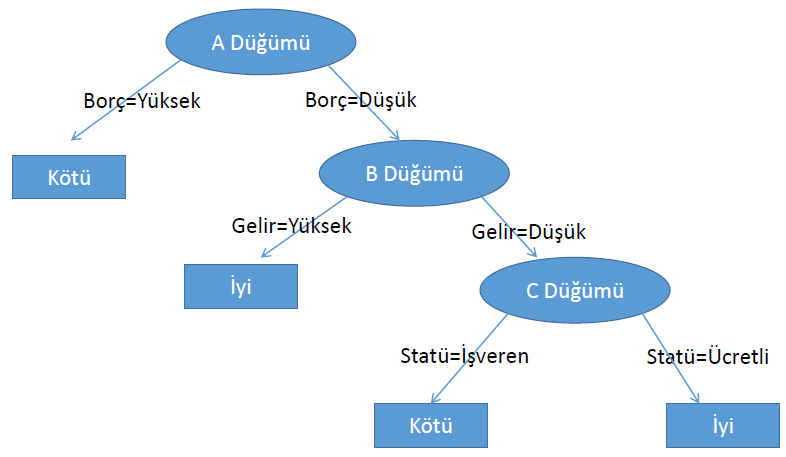 A Düğümü
Borç=Yüksek
Borç=Düşük
Kötü
B Düğümü
Gelir=Yüksek
Gelir=Düşük
İyi
C Düğümü
Statü=İşveren
Statü=Ücretli
Kötü
İyi